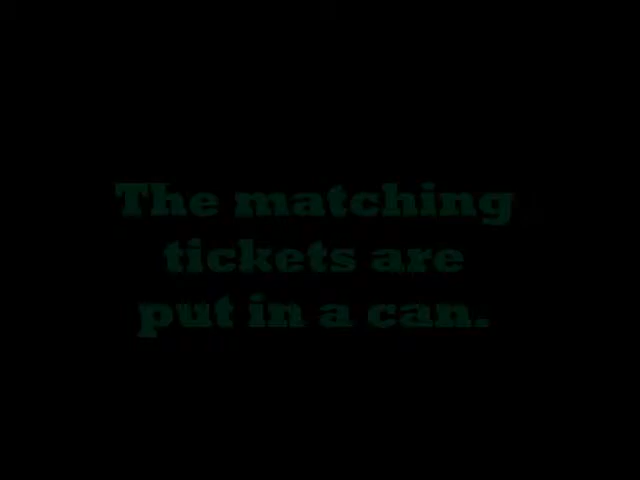 The matching
tickets are
put in a can.